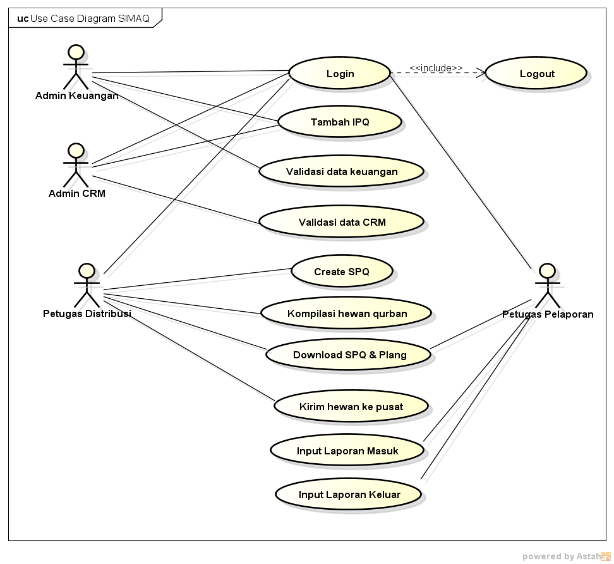 uc Use Case Diagram SIMAQ
Login
<<include>>
Logout
Admin Keuangan
Tambah IPQ
Validasi data keuangan
Admin CRM
Validasi data CRM
Create SPQ
Petugas Distribusi
Kompilasi hewan qurban
Petugas Pelaporan
Download SPQ & Plang
Kirim hewan ke pusat
Input Laporan Masuk
Input Laporan Keluar
powered by Astah